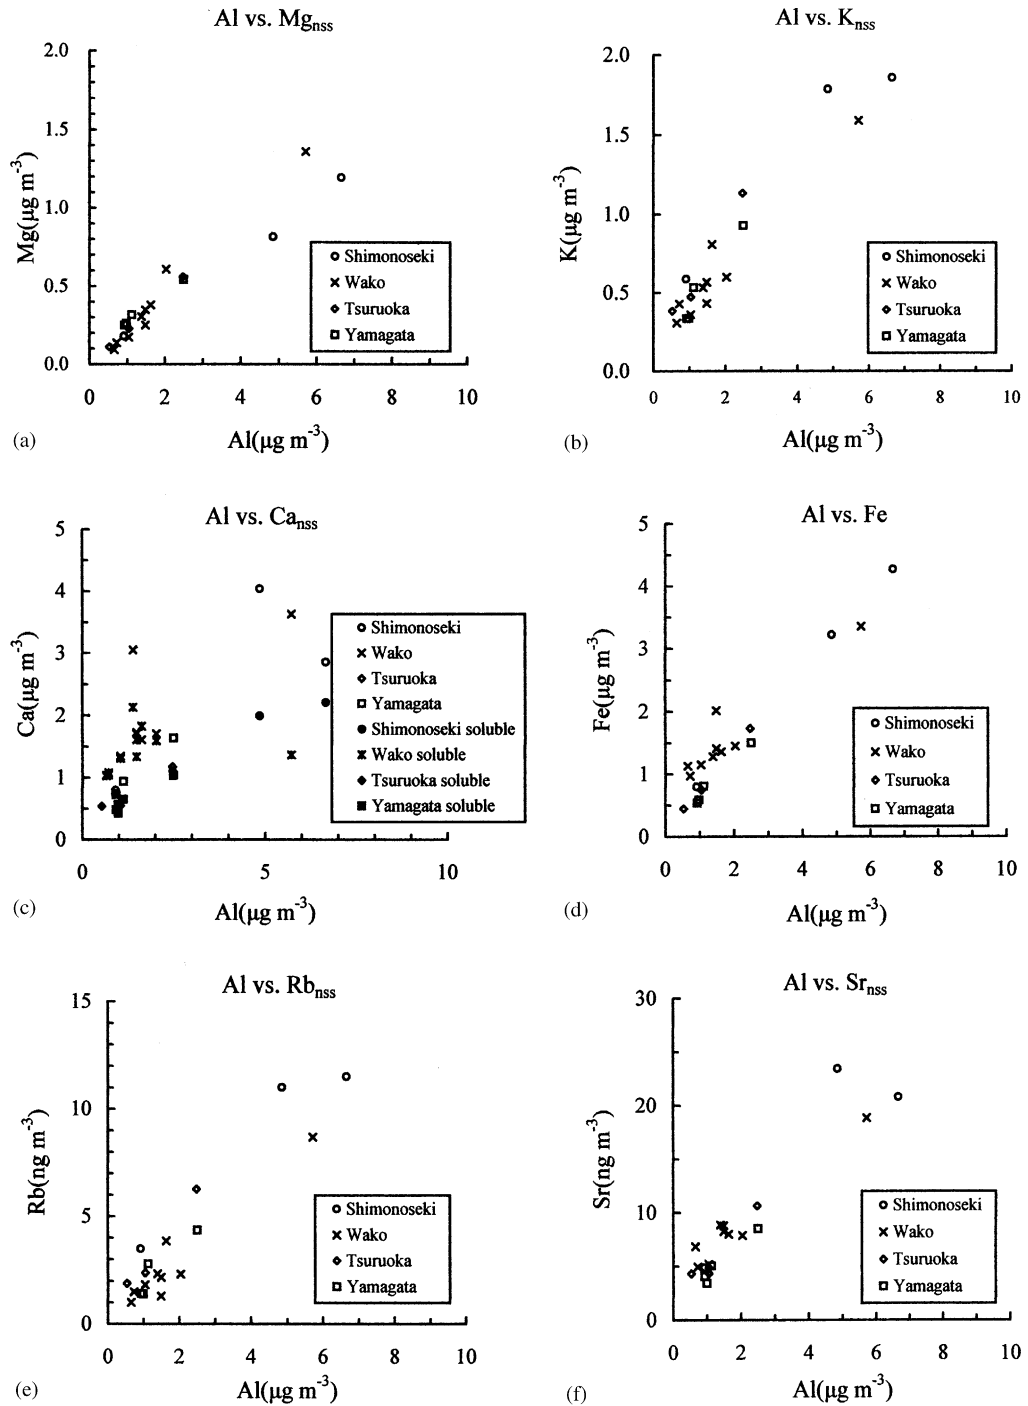 Al vs. Mgnss
2.0
1.5
1.0
0.5
0.0
Mg(μg m-3)
Shimonoseki
Wako
Tsuruoka
Yamagata
0 2 4 6 8 10
Al(μg m-3)
(a)
Al vs. Knss
2.0
1.5
1.0
0.5
0.0
K(μg m-3)
Shimonoseki
Wako
Tsuruoka
Yamagata
0 2 4 6 8 10
Al(μg m-3)
(b)
Al vs. Canss
5
4
3
2
1
0
Ca(μg m-3)
Shimonoseki
Wako
Tsuruoka
Yamagata
Shimonoseki soluble
Wako soluble
Tsuruoka soluble
Yamagata soluble
0 5 10
Al(μg m-3)
(c)
Al vs. Fe
5
4
3
2
1
0
Fe(μg m-3)
Shimonoseki
Wako
Tsuruoka
Yamagata
0 2 4 6 8 10
Al(μg m-3)
(d)
Al vs. Rbnss
15
10
5
0
Rb(ng m-3)
Shimonoseki
Wako
Tsuruoka
Yamagata
0 2 4 6 8 10
Al(μg m-3)
(e)
Al vs. Srnss
30
20
10
0
Sr(ng m-3)
Shimonoseki
Wako
Tsuruoka
Yamagata
0 2 4 6 8 10
Al(μg m-3)
(f)